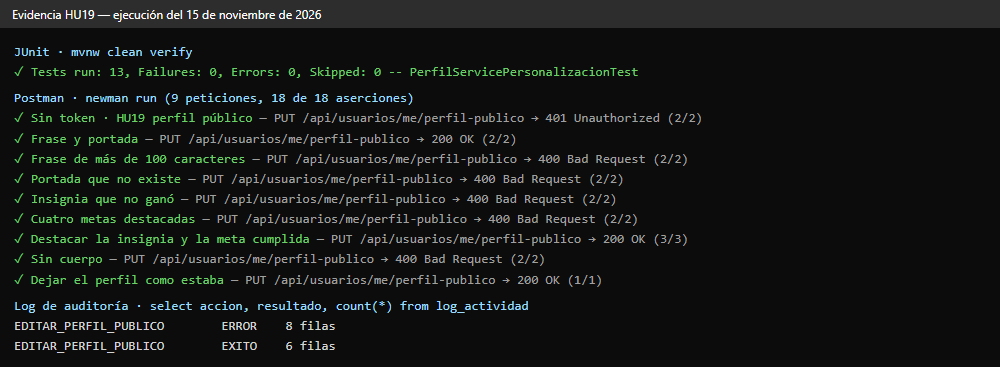 Evidencia HU19 — ejecución del 15 de noviembre de 2026
JUnit · mvnw clean verify
✓ Tests run: 13, Failures: 0, Errors: 0, Skipped: 0 -- PerfilServicePersonalizacionTest
Postman · newman run (9 peticiones, 18 de 18 aserciones)
✓ Sin token · HU19 perfil público — PUT /api/usuarios/me/perfil-publico → 401 Unauthorized (2/2)
✓ Frase y portada — PUT /api/usuarios/me/perfil-publico → 200 OK (2/2)
✓ Frase de más de 100 caracteres — PUT /api/usuarios/me/perfil-publico → 400 Bad Request (2/2)
✓ Portada que no existe — PUT /api/usuarios/me/perfil-publico → 400 Bad Request (2/2)
✓ Insignia que no ganó — PUT /api/usuarios/me/perfil-publico → 400 Bad Request (2/2)
✓ Cuatro metas destacadas — PUT /api/usuarios/me/perfil-publico → 400 Bad Request (2/2)
✓ Destacar la insignia y la meta cumplida — PUT /api/usuarios/me/perfil-publico → 200 OK (3/3)
✓ Sin cuerpo — PUT /api/usuarios/me/perfil-publico → 400 Bad Request (2/2)
✓ Dejar el perfil como estaba — PUT /api/usuarios/me/perfil-publico → 200 OK (1/1)
Log de auditoría · select accion, resultado, count(*) from log_actividad
EDITAR_PERFIL_PUBLICO ERROR 8 filas
EDITAR_PERFIL_PUBLICO EXITO 6 filas